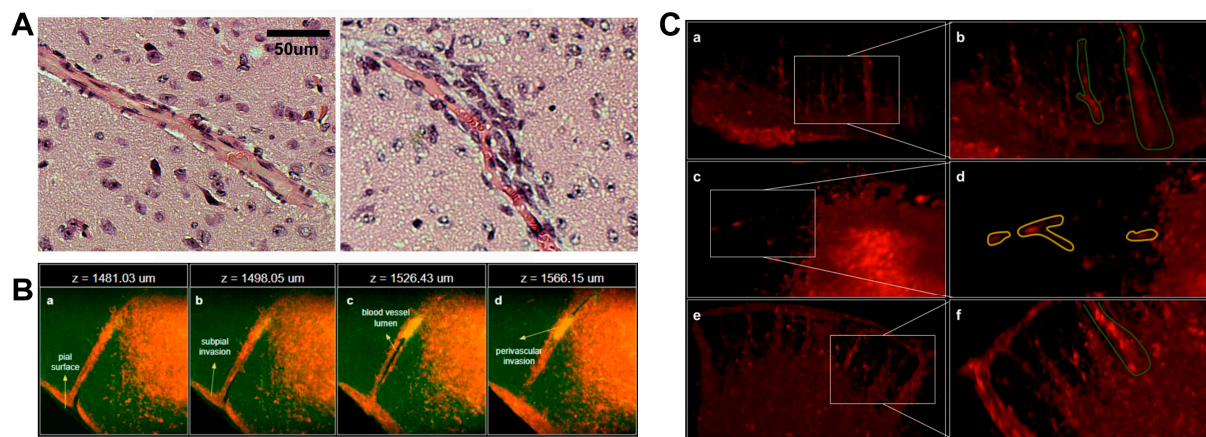 A
50um
B
z = 1481.03 um
z = 1498.05 um
z = 1526.43 um
z = 1566.15 um
a
pial
surface
b
subpial
invasion
c
blood vessel
lumen
d
perivascular
invasion
C
a
b
c
d
e
f